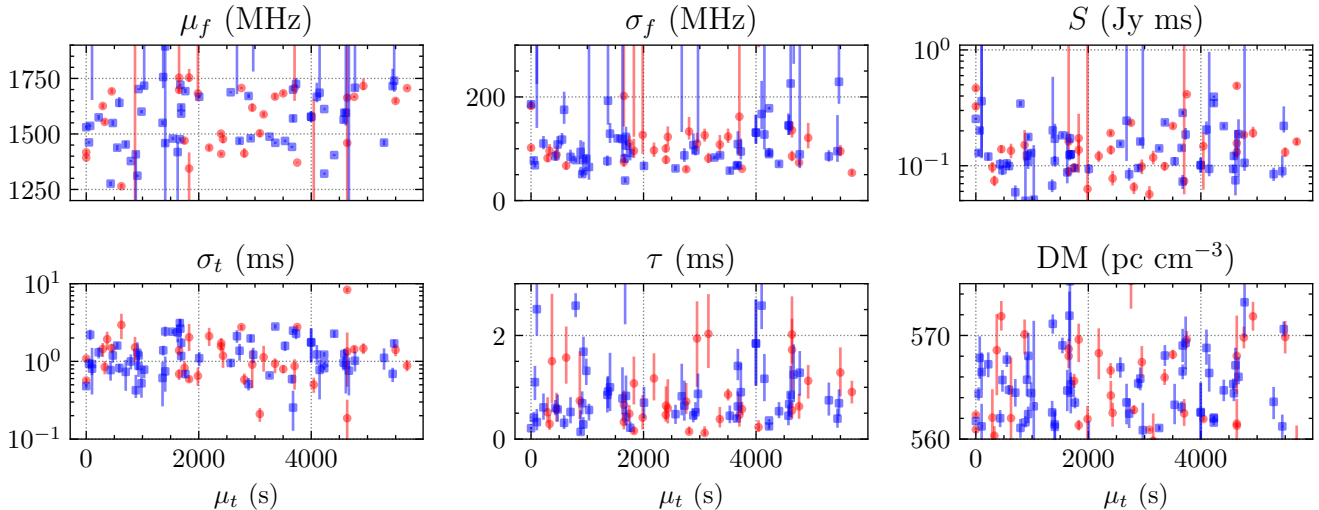 μ_f (MHz)
σ_f (MHz)
S (Jy ms)
1750
1500
1250
200
0
10^0
10^−1
σ_t (ms)
τ (ms)
DM (pc cm^−3)
10^1
10^0
10^−1
2
0
570
560
0 2000 4000
0 2000 4000
0 2000 4000
μ_t (s)
μ_t (s)
μ_t (s)